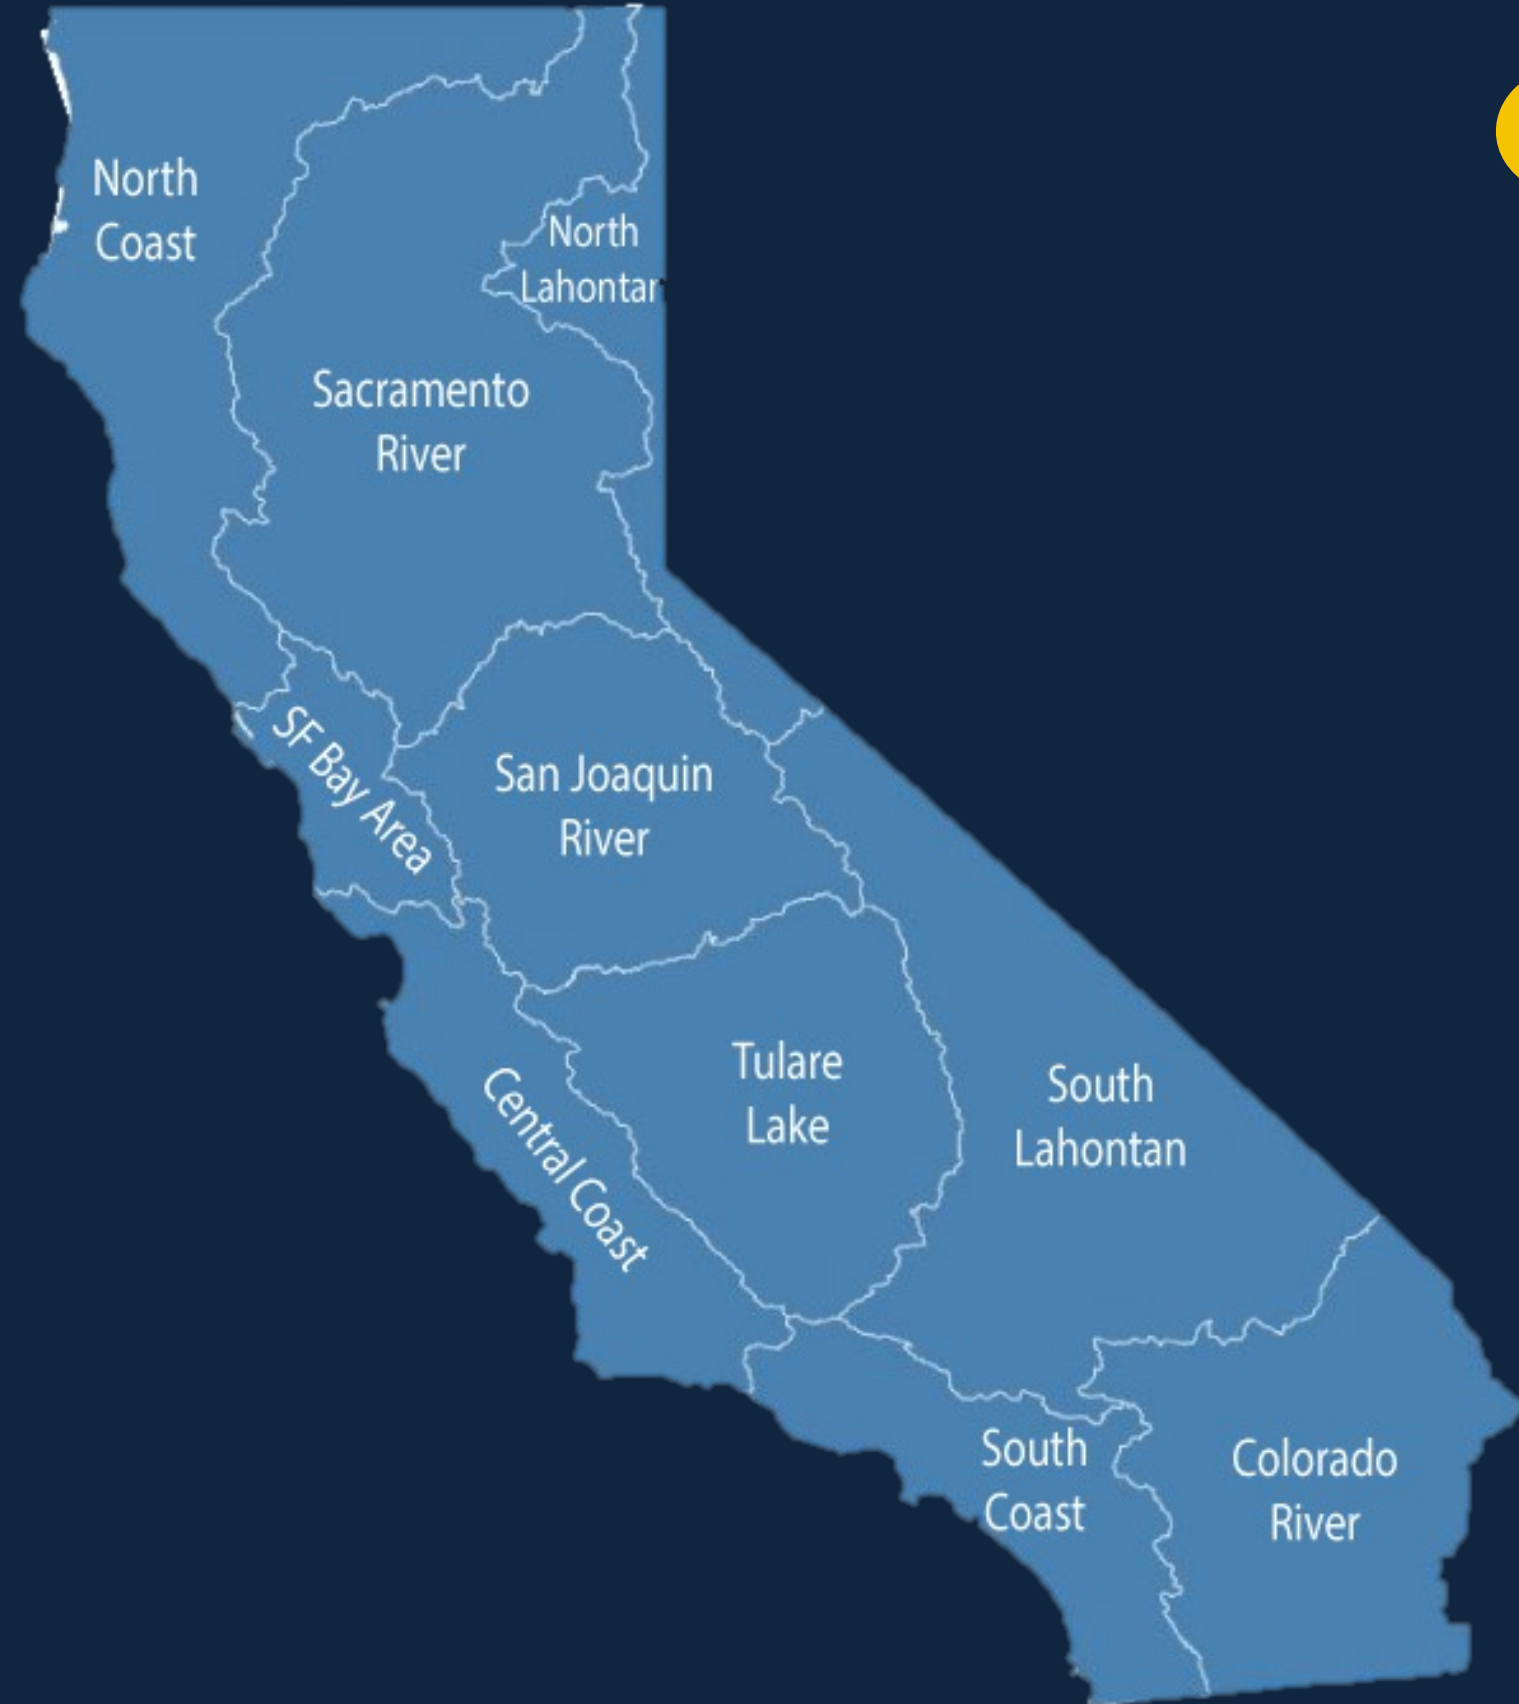 North
Coast
North
Lahontan
Sacramento
River
SF Bay Area
San Joaquin
River
Central Coast
Tulare
Lake
South
Lahontan
South
Coast
Colorado
River